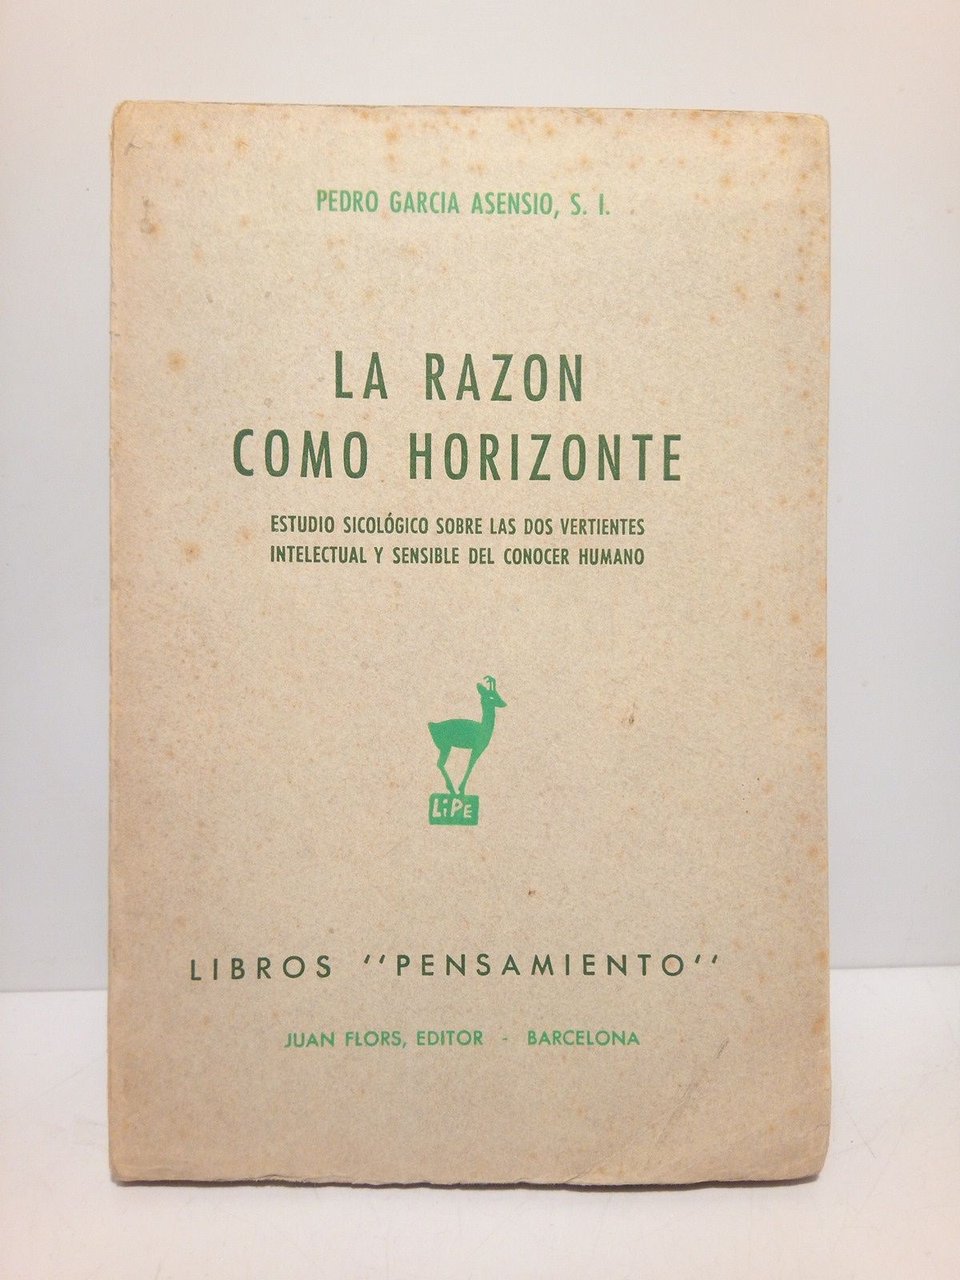 PEDRO GARCIA ASENSIO, S. I.
LA RAZON
COMO HORIZONTE
ESTUDIO SICOLÓGICO SOBRE LAS DOS VERTIENTES
INTELECTUAL Y SENSIBLE DEL CONOCER HUMANO
LiPE
LIBROS "PENSAMIENTO"
JUAN FLORS, EDITOR - BARCELONA